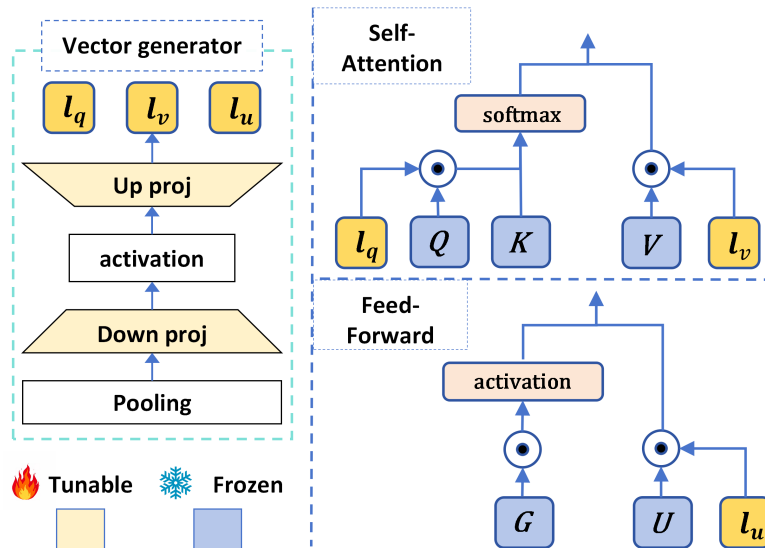 Vector generator
l_q l_v l_u
Up proj
activation
Down proj
Pooling
Tunable Frozen
Self-
Attention
softmax
l_q Q K V l_v
Feed-
Forward
activation
G U l_u